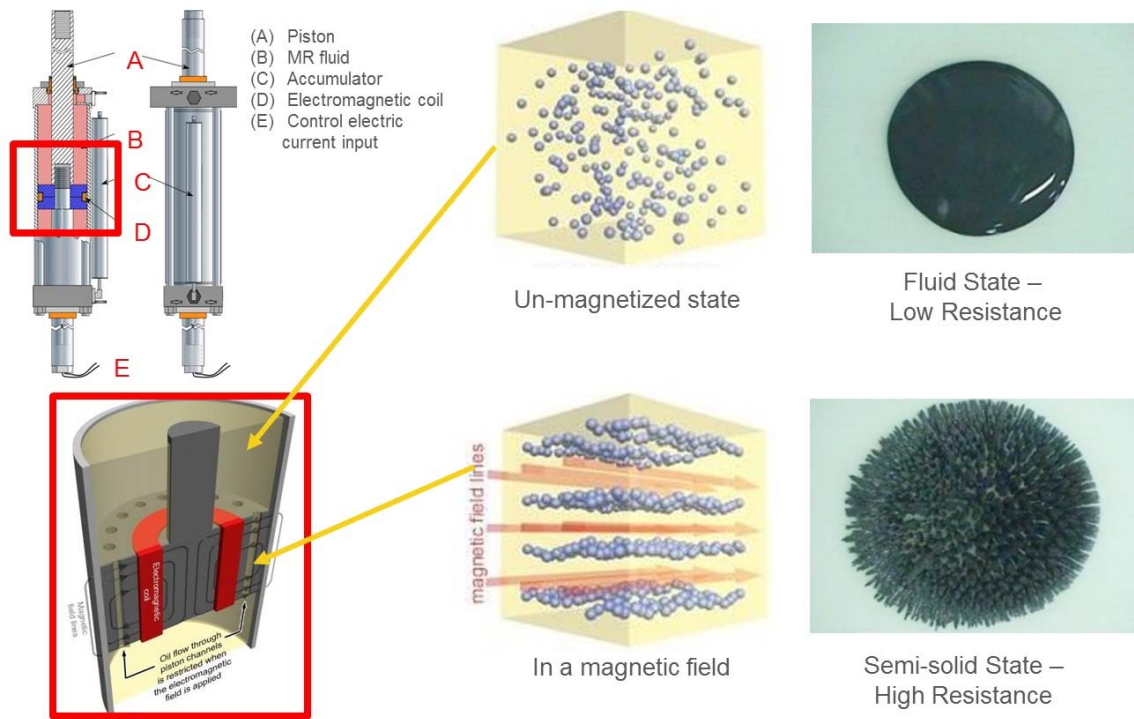 A
B
C
D
E
(A) Piston
(B) MR fluid
(C) Accumulator
(D) Electromagnetic coil
(E) Control electric
current input
Un-magnetized state
Fluid State –
Low Resistance
Electromagnetic
coil
Magnetic
field lines
Oil flow through
piston channels
is restricted when
the electromagnetic
field is applied
magnetic field lines
In a magnetic field
Semi-solid State –
High Resistance